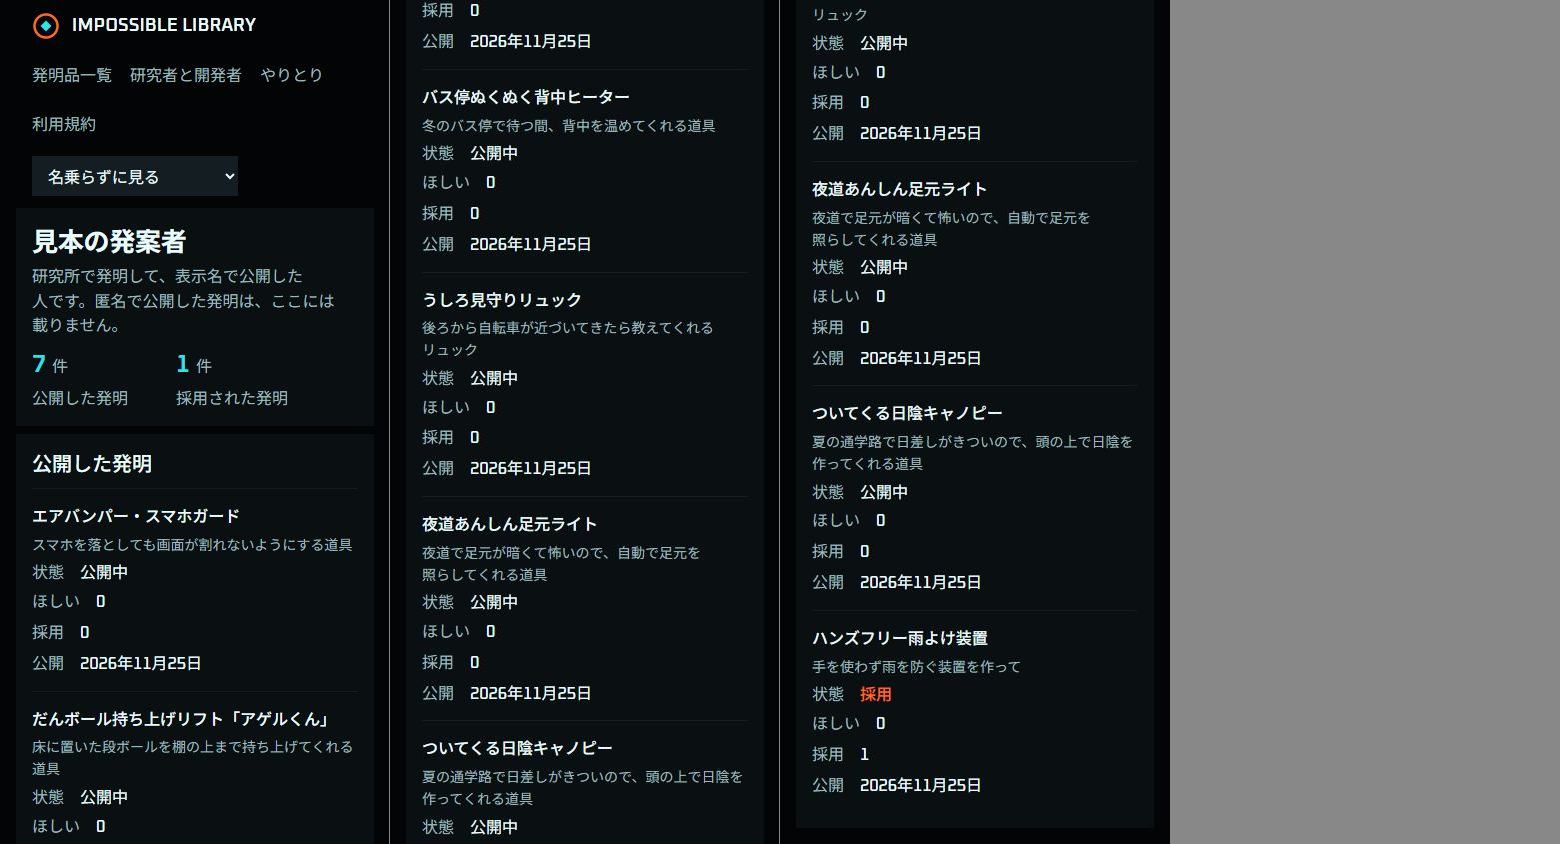 IMPOSSIBLE LIBRARY
発明品一覧 研究者と開発者 やりとり
利用規約
名乗らずに見る
見本の発案者
研究所で発明して、表示名で公開した
人です。匿名で公開した発明は、ここには
載りません。
7 件 1 件
公開した発明 採用された発明
公開した発明
エアバンパー・スマホガード
スマホを落としても画面が割れないようにする道具
状態 公開中
ほしい 0
採用 0
公開 2026年11月25日
だんボール持ち上げリフト「アゲルくん」
床に置いた段ボールを棚の上まで持ち上げてくれる
道具
状態 公開中
ほしい 0
採用 0
公開 2026年11月25日
バス停ぬくぬく背中ヒーター
冬のバス停で待つ間、背中を温めてくれる道具
状態 公開中
ほしい 0
採用 0
公開 2026年11月25日
うしろ見守りリュック
後ろから自転車が近づいてきたら教えてくれる
リュック
状態 公開中
ほしい 0
採用 0
公開 2026年11月25日
夜道あんしん足元ライト
夜道で足元が暗くて怖いので、自動で足元を
照らしてくれる道具
状態 公開中
ほしい 0
採用 0
公開 2026年11月25日
ついてくる日陰キャノピー
夏の通学路で日差しがきついので、頭の上で日陰を
作ってくれる道具
状態 公開中
リュック
状態 公開中
ほしい 0
採用 0
公開 2026年11月25日
夜道あんしん足元ライト
夜道で足元が暗くて怖いので、自動で足元を
照らしてくれる道具
状態 公開中
ほしい 0
採用 0
公開 2026年11月25日
ついてくる日陰キャノピー
夏の通学路で日差しがきついので、頭の上で日陰を
作ってくれる道具
状態 公開中
ほしい 0
採用 0
公開 2026年11月25日
ハンズフリー雨よけ装置
手を使わず雨を防ぐ装置を作って
状態 採用
ほしい 0
採用 1
公開 2026年11月25日